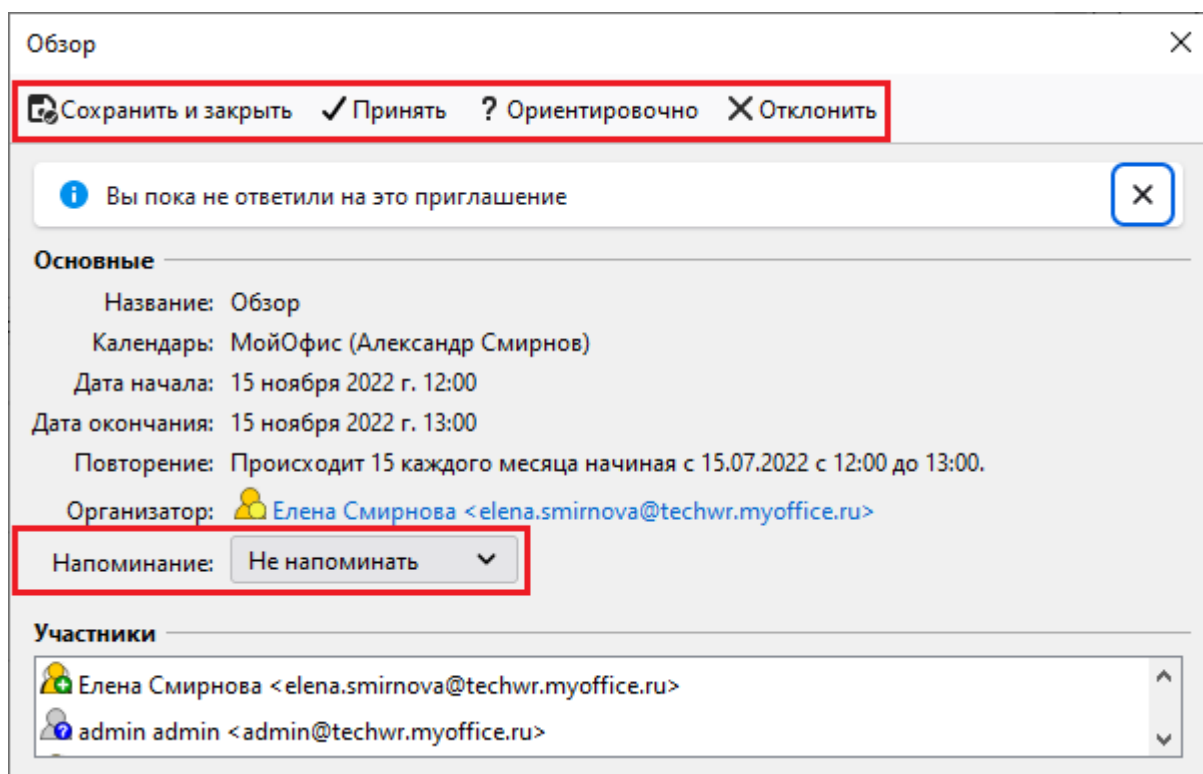 Обзор
Сохранить и закрыть Принять ? Ориентировочно Отклонить
Вы пока не ответили на это приглашение
Основные
Название: Обзор
Календарь: МойОфис (Александр Смирнов)
Дата начала: 15 ноября 2022 г. 12:00
Дата окончания: 15 ноября 2022 г. 13:00
Повторение: Происходит 15 каждого месяца начиная с 15.07.2022 с 12:00 до 13:00.
Организатор: Елена Смирнова <elena.smirnova@techwr.myoffice.ru>
Напоминание: Не напоминать
Участники
Елена Смирнова <elena.smirnova@techwr.myoffice.ru>
admin admin <admin@techwr.myoffice.ru>